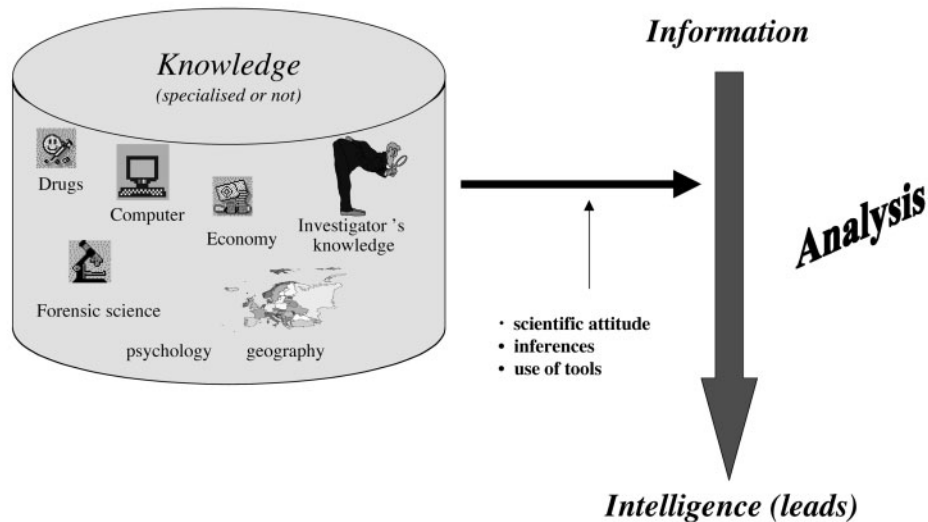 Knowledge
(specialised or not)
Drugs
Computer
Economy
Investigator 's
knowledge
Forensic science
psychology
geography
• scientific attitude
• inferences
• use of tools
Information
Analysis
Intelligence (leads)